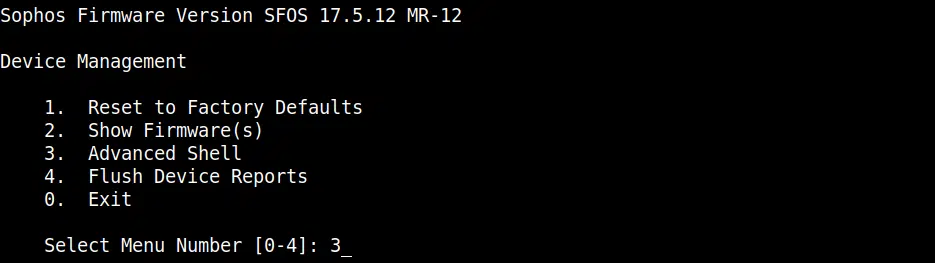 Sophos Firmware Version SFOS 17.5.12 MR-12
Device Management
1.  Reset to Factory Defaults
2.  Show Firmware(s)
3.  Advanced Shell
4.  Flush Device Reports
0.  Exit
Select Menu Number [0-4]: 3_